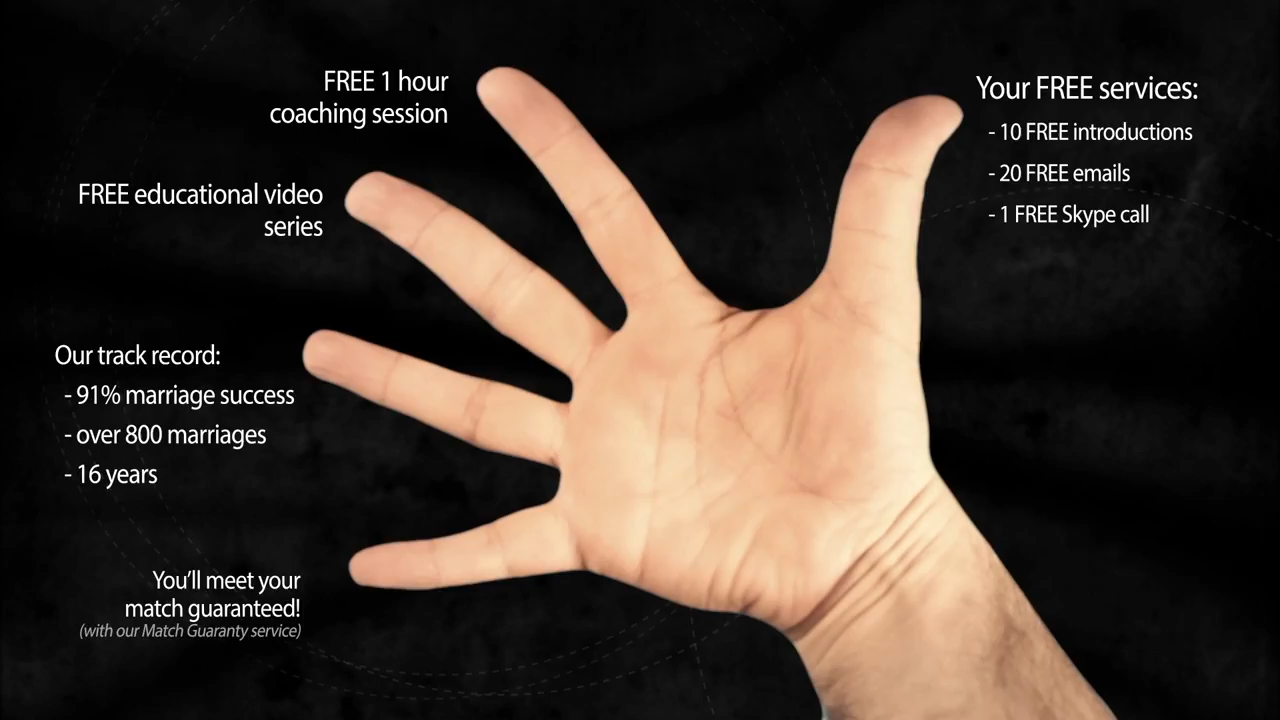 FREE 1 hour
coaching session
FREE educational video
series
Our track record:
- 91% marriage success
- over 800 marriages
- 16 years
You'll meet your
match guaranteed!
(with our Match Guaranty service)
Your FREE services:
- 10 FREE introductions
- 20 FREE emails
- 1 FREE Skype call